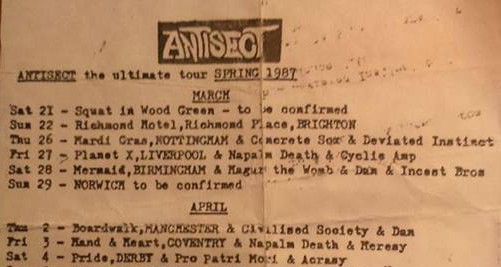 ANTISECT
ANTISECT the ultimate tour SPRING 1987
MARCH
Sat 21 - Squat in Wood Green - to be confirmed
Sun 22 - Richmond Hotel,Richmond Place,BRIGHTON
Thu 26 - Mardi Gras,NOTTINGHAM & Concrete Sox & Deviated Instinct
Fri 27 - Planet X,LIVERPOOL & Napalm Death & Cyclic Amp
Sat 28 - Mermaid,BIRMINGHAM & the Womb & Dam & Incest Bros
Sun 29 - NORWICH to be confirmed
APRIL
Thu 2 - Boardwalk,MANCHESTER & Civilised Society & Dam
Fri 3 - Hand & Heart,COVENTRY & Napalm Death & Heresy
Sat 4 - Pride,DERBY & Pro Patri Mori & Acrasy